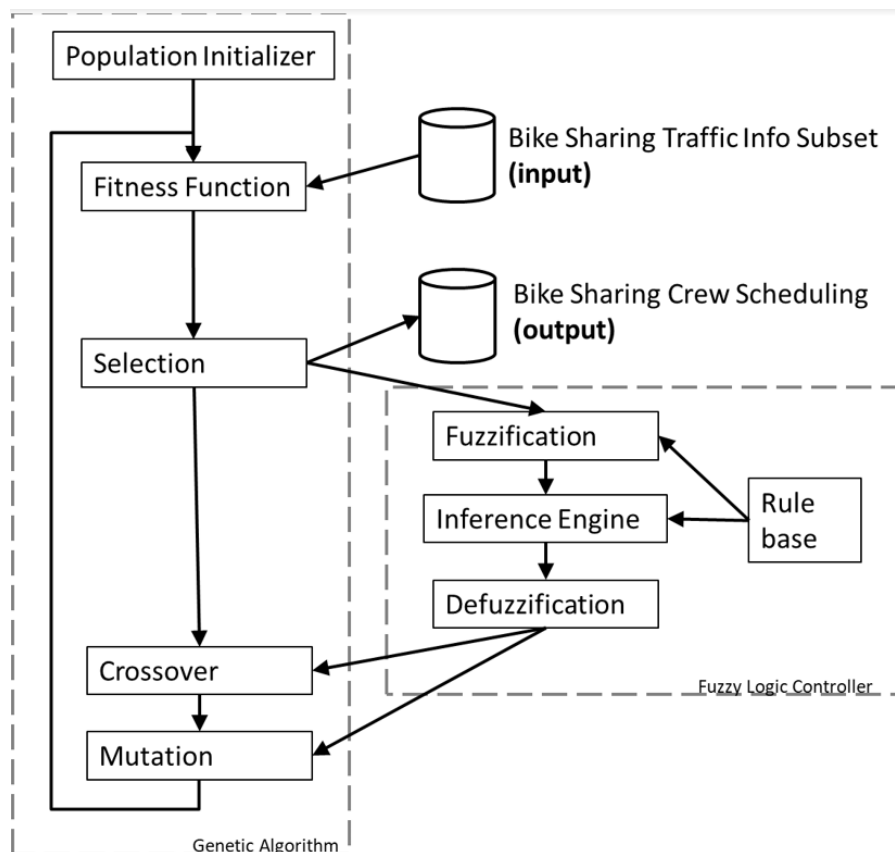 Population Initializer
Bike Sharing Traffic Info Subset
(input)
Fitness Function
Bike Sharing Crew Scheduling
(output)
Selection
Fuzzification
Inference Engine
Rule
base
Defuzzification
Crossover
Fuzzy Logic Controller
Mutation
Genetic Algorithm